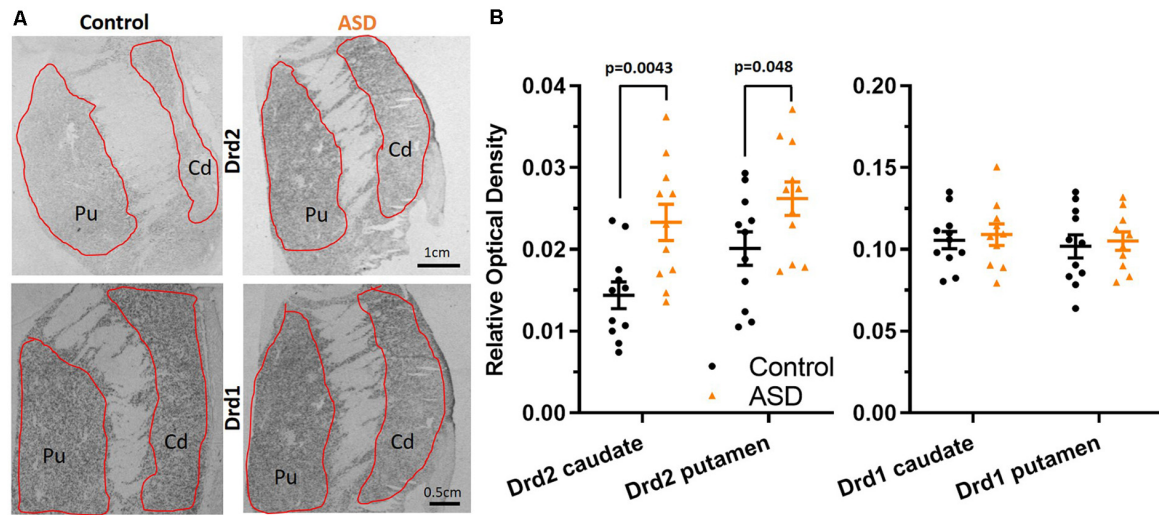 A
Control
ASD
Drd2
Pu
Cd
Pu
Cd
1cm
Drd1
Pu
Cd
Pu
Cd
0.5cm
B
Relative Optical Density
p=0.0043
p=0.048
0.04
0.03
0.02
0.01
0.00
Control
ASD
Drd2 caudate
Drd2 putamen
0.20
0.15
0.10
0.05
0.00
Drd1 caudate
Drd1 putamen